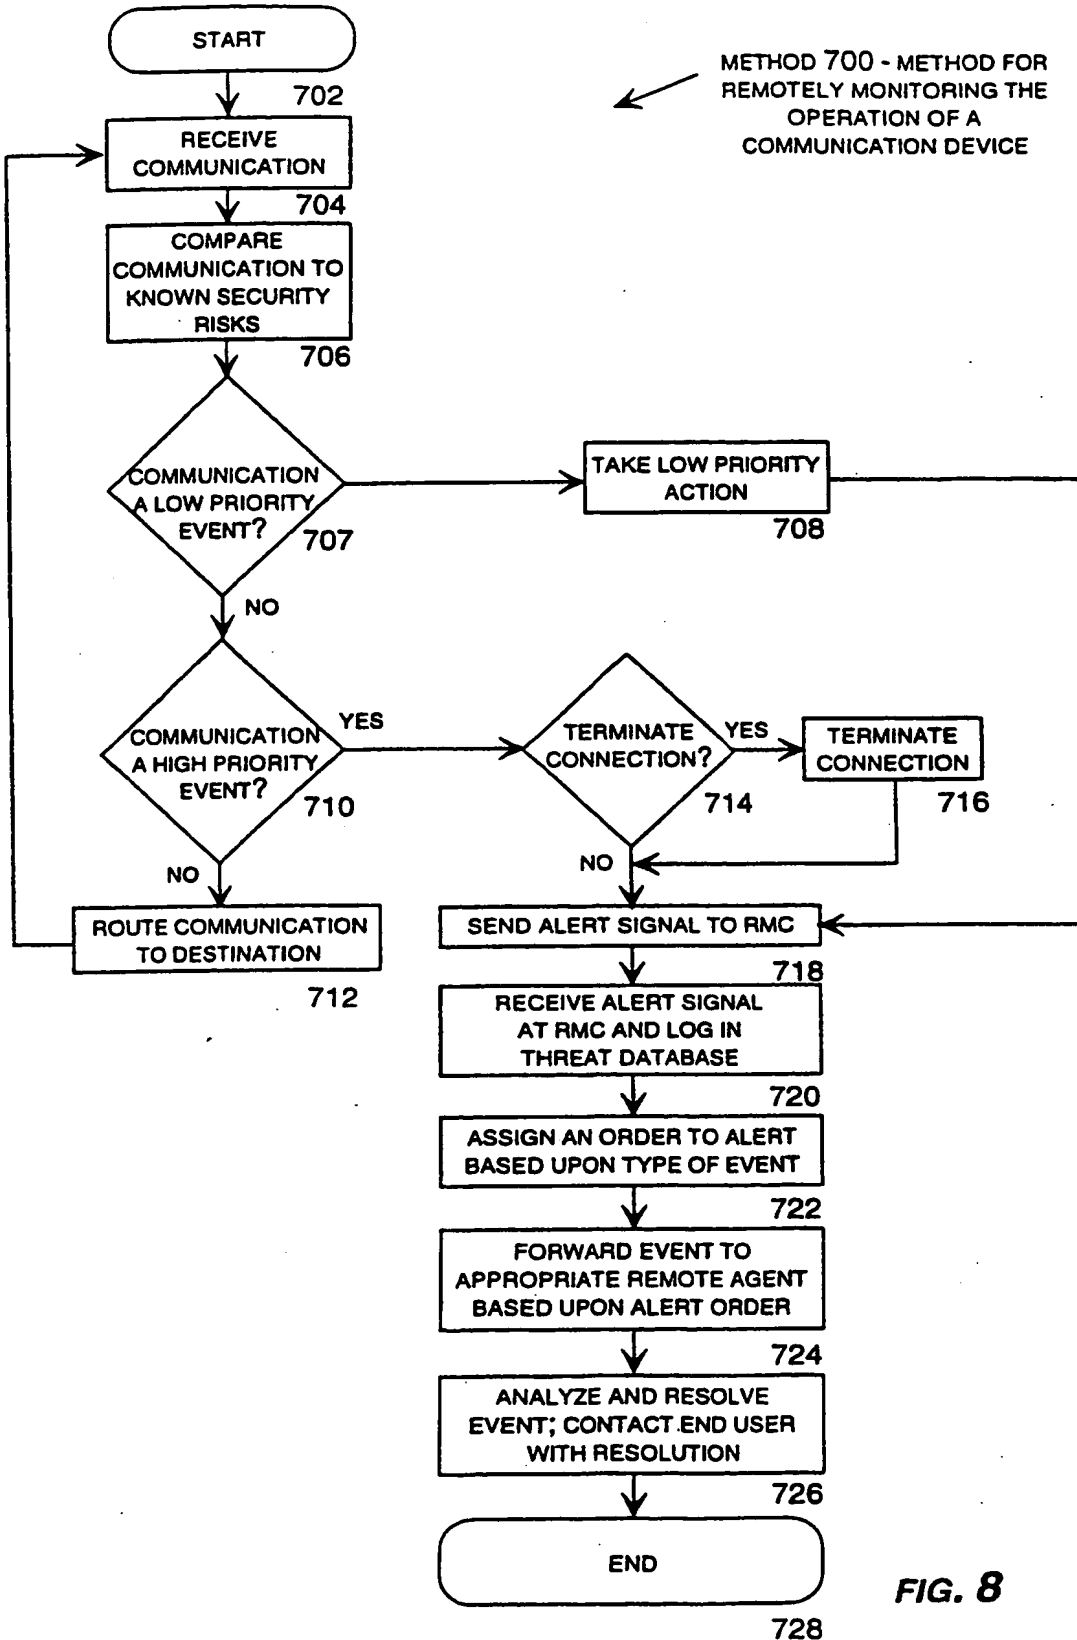 START
702
METHOD 700 - METHOD FOR
REMOTELY MONITORING THE
OPERATION OF A
COMMUNICATION DEVICE
RECEIVE
COMMUNICATION
704
COMPARE
COMMUNICATION TO
KNOWN SECURITY
RISKS
706
COMMUNICATION
A LOW PRIORITY
EVENT?
707
TAKE LOW PRIORITY
ACTION
708
NO
COMMUNICATION
A HIGH PRIORITY
EVENT?
710
YES
TERMINATE
CONNECTION?
714
YES
TERMINATE
CONNECTION
716
NO
NO
ROUTE COMMUNICATION
TO DESTINATION
712
SEND ALERT SIGNAL TO RMC
718
RECEIVE ALERT SIGNAL
AT RMC AND LOG IN
THREAT DATABASE
720
ASSIGN AN ORDER TO ALERT
BASED UPON TYPE OF EVENT
722
FORWARD EVENT TO
APPROPRIATE REMOTE AGENT
BASED UPON ALERT ORDER
724
ANALYZE AND RESOLVE
EVENT; CONTACT END USER
WITH RESOLUTION
726
END
728
FIG. 8